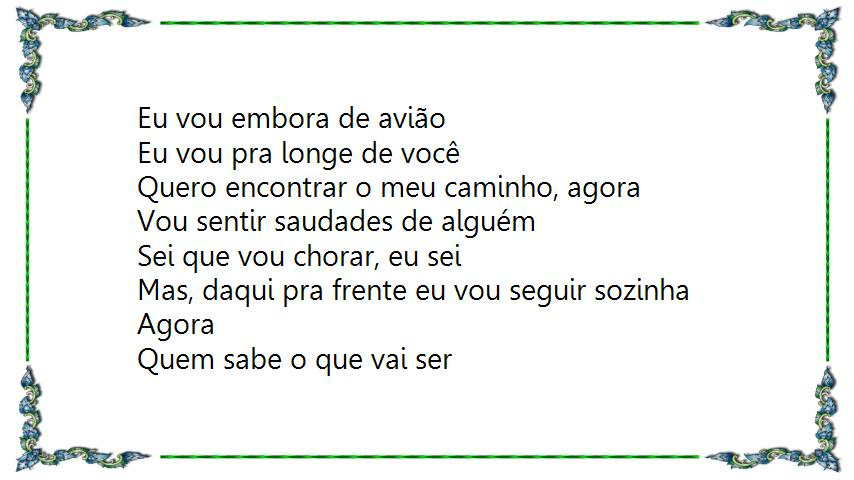 Eu vou embora de avião
Eu vou pra longe de você
Quero encontrar o meu caminho, agora
Vou sentir saudades de alguém
Sei que vou chorar, eu sei
Mas, daqui pra frente eu vou seguir sozinha
Agora
Quem sabe o que vai ser